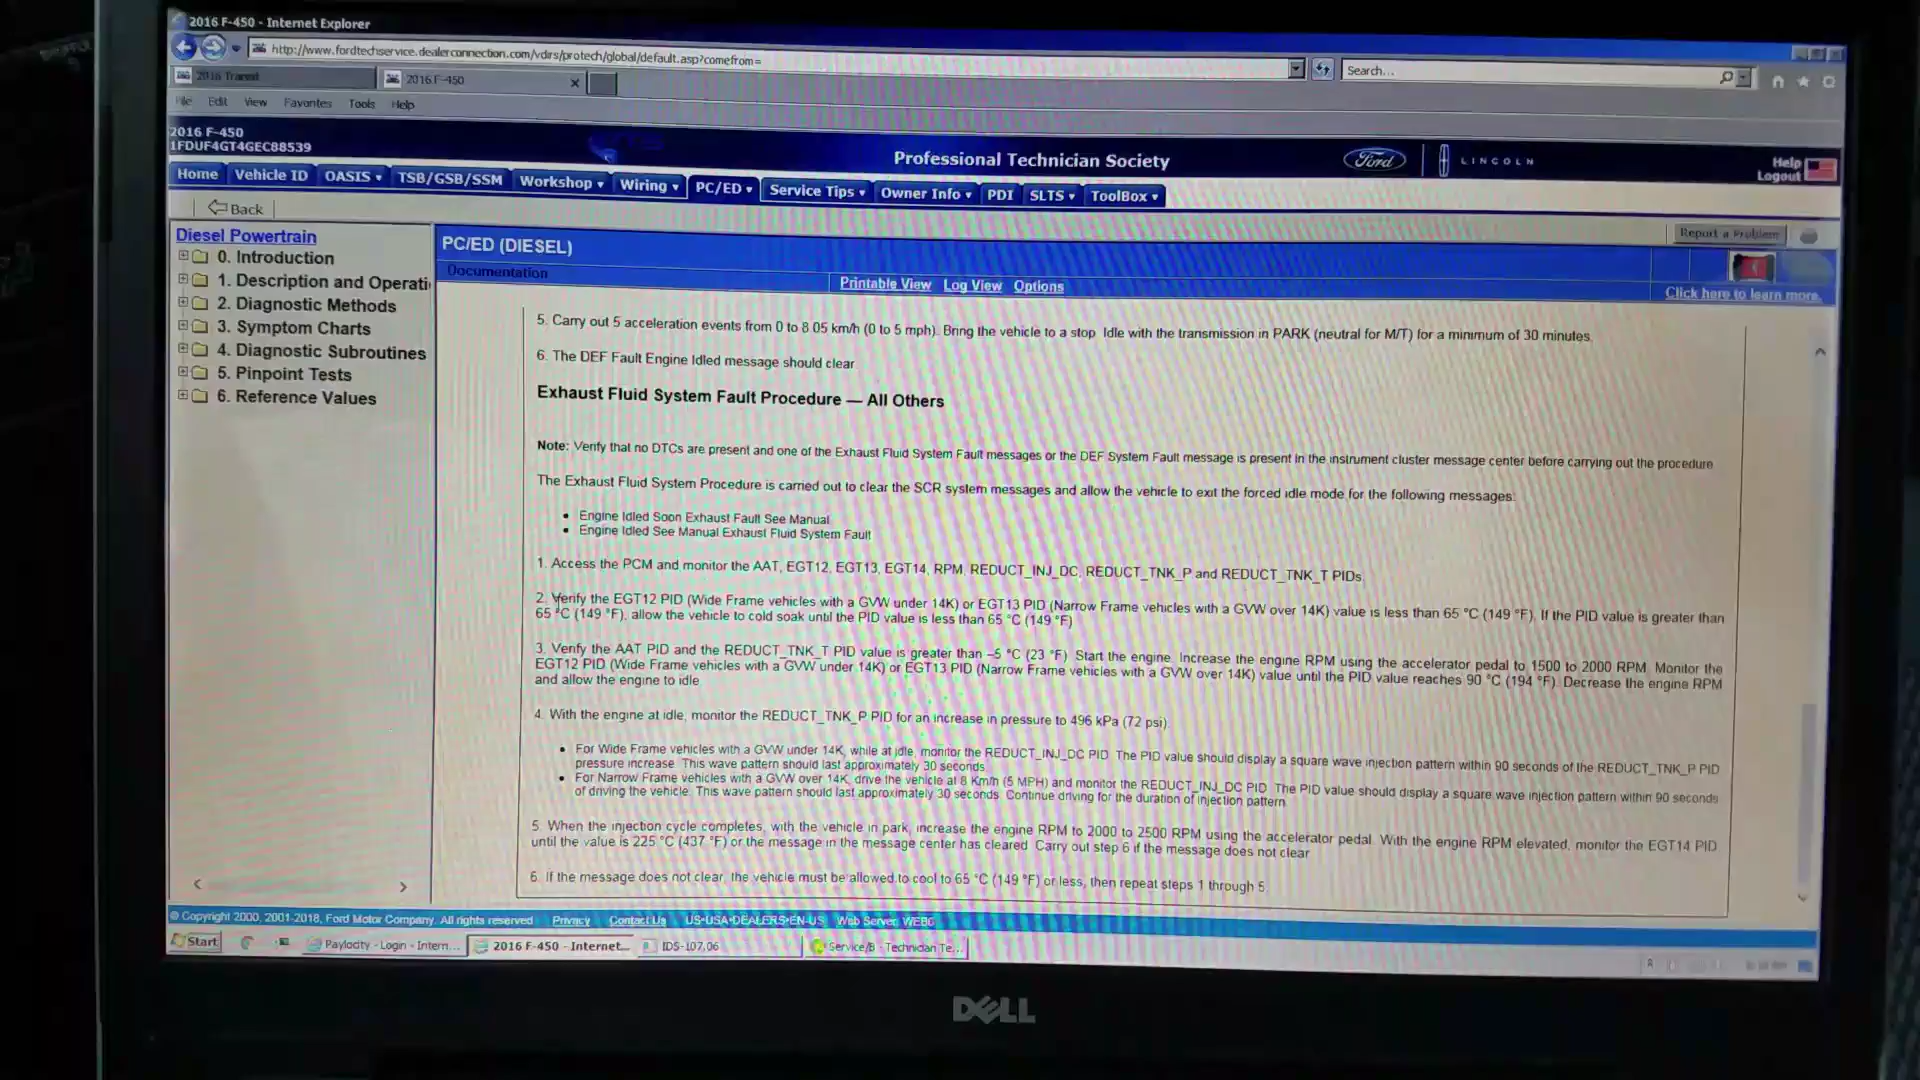 2016 F-450 - Internet Explorer
http://www.fordtechservice.dealerconnection.com/vdirs/protech/global/default.asp?comefrom=
Search...
2016 Transit
2016 F-450
File Edit View Favorites Tools Help
2016 F-450
1FDUF4GT4GEC88539
Professional Technician Society
Ford
LINCOLN
Help
Logout
Home Vehicle ID OASIS TSB/GSB/SSM Workshop Wiring PC/ED Service Tips Owner Info PDI SLTS ToolBox
Back
Report a Problem
Diesel Powertrain
0. Introduction
1. Description and Operati
2. Diagnostic Methods
3. Symptom Charts
4. Diagnostic Subroutines
5. Pinpoint Tests
6. Reference Values
PC/ED (DIESEL)
Documentation
Printable View Log View Options
Click here to learn more.
5. Carry out 5 acceleration events from 0 to 8.05 km/h (0 to 5 mph). Bring the vehicle to a stop. Idle with the transmission in PARK (neutral for M/T) for a minimum of 30 minutes.
6. The DEF Fault Engine Idled message should clear.
Exhaust Fluid System Fault Procedure — All Others
Note: Verify that no DTCs are present and one of the Exhaust Fluid System Fault messages or the DEF System Fault message is present in the instrument cluster message center before carrying out the procedure.
The Exhaust Fluid System Procedure is carried out to clear the SCR system messages and allow the vehicle to exit the forced idle mode for the following messages:
• Engine Idled Soon Exhaust Fault See Manual
• Engine Idled See Manual Exhaust Fluid System Fault
1. Access the PCM and monitor the AAT, EGT12, EGT13, EGT14, RPM, REDUCT_INJ_DC, REDUCT_TNK_P and REDUCT_TNK_T PIDs.
2. Verify the EGT12 PID (Wide Frame vehicles with a GVW under 14K) or EGT13 PID (Narrow Frame vehicles with a GVW over 14K) value is less than 65 °C (149 °F). If the PID value is greater than
65 °C (149 °F), allow the vehicle to cold soak until the PID value is less than 65 °C (149 °F)
3. Verify the AAT PID and the REDUCT_TNK_T PID value is greater than –5 °C (23 °F). Start the engine. Increase the engine RPM using the accelerator pedal to 1500 to 2000 RPM. Monitor the
EGT12 PID (Wide Frame vehicles with a GVW under 14K) or EGT13 PID (Narrow Frame vehicles with a GVW over 14K) value until the PID value reaches 90 °C (194 °F). Decrease the engine RPM
and allow the engine to idle.
4. With the engine at idle, monitor the REDUCT_TNK_P PID for an increase in pressure to 496 kPa (72 psi).
• For Wide Frame vehicles with a GVW under 14K, while at idle, monitor the REDUCT_INJ_DC PID. The PID value should display a square wave injection pattern within 90 seconds of the REDUCT_TNK_P PID
pressure increase. This wave pattern should last approximately 30 seconds.
• For Narrow Frame vehicles with a GVW over 14K, drive the vehicle at 8 Km/h (5 MPH) and monitor the REDUCT_INJ_DC PID. The PID value should display a square wave injection pattern within 90 seconds
of driving the vehicle. This wave pattern should last approximately 30 seconds. Continue driving for the duration of injection pattern.
5. When the injection cycle completes, with the vehicle in park, increase the engine RPM to 2000 to 2500 RPM using the accelerator pedal. With the engine RPM elevated, monitor the EGT14 PID
until the value is 225 °C (437 °F) or the message in the message center has cleared. Carry out step 6 if the message does not clear.
6. If the message does not clear, the vehicle must be allowed to cool to 65 °C (149 °F) or less, then repeat steps 1 through 5.
© Copyright 2000, 2001-2018, Ford Motor Company. All rights reserved Privacy Contact Us US-USA-DEALERS-EN-US Web Server: WEB6
Start Paylocity - Login - Intern... 2016 F-450 - Internet... IDS-107.06 Service/B - Technician Te...
DELL